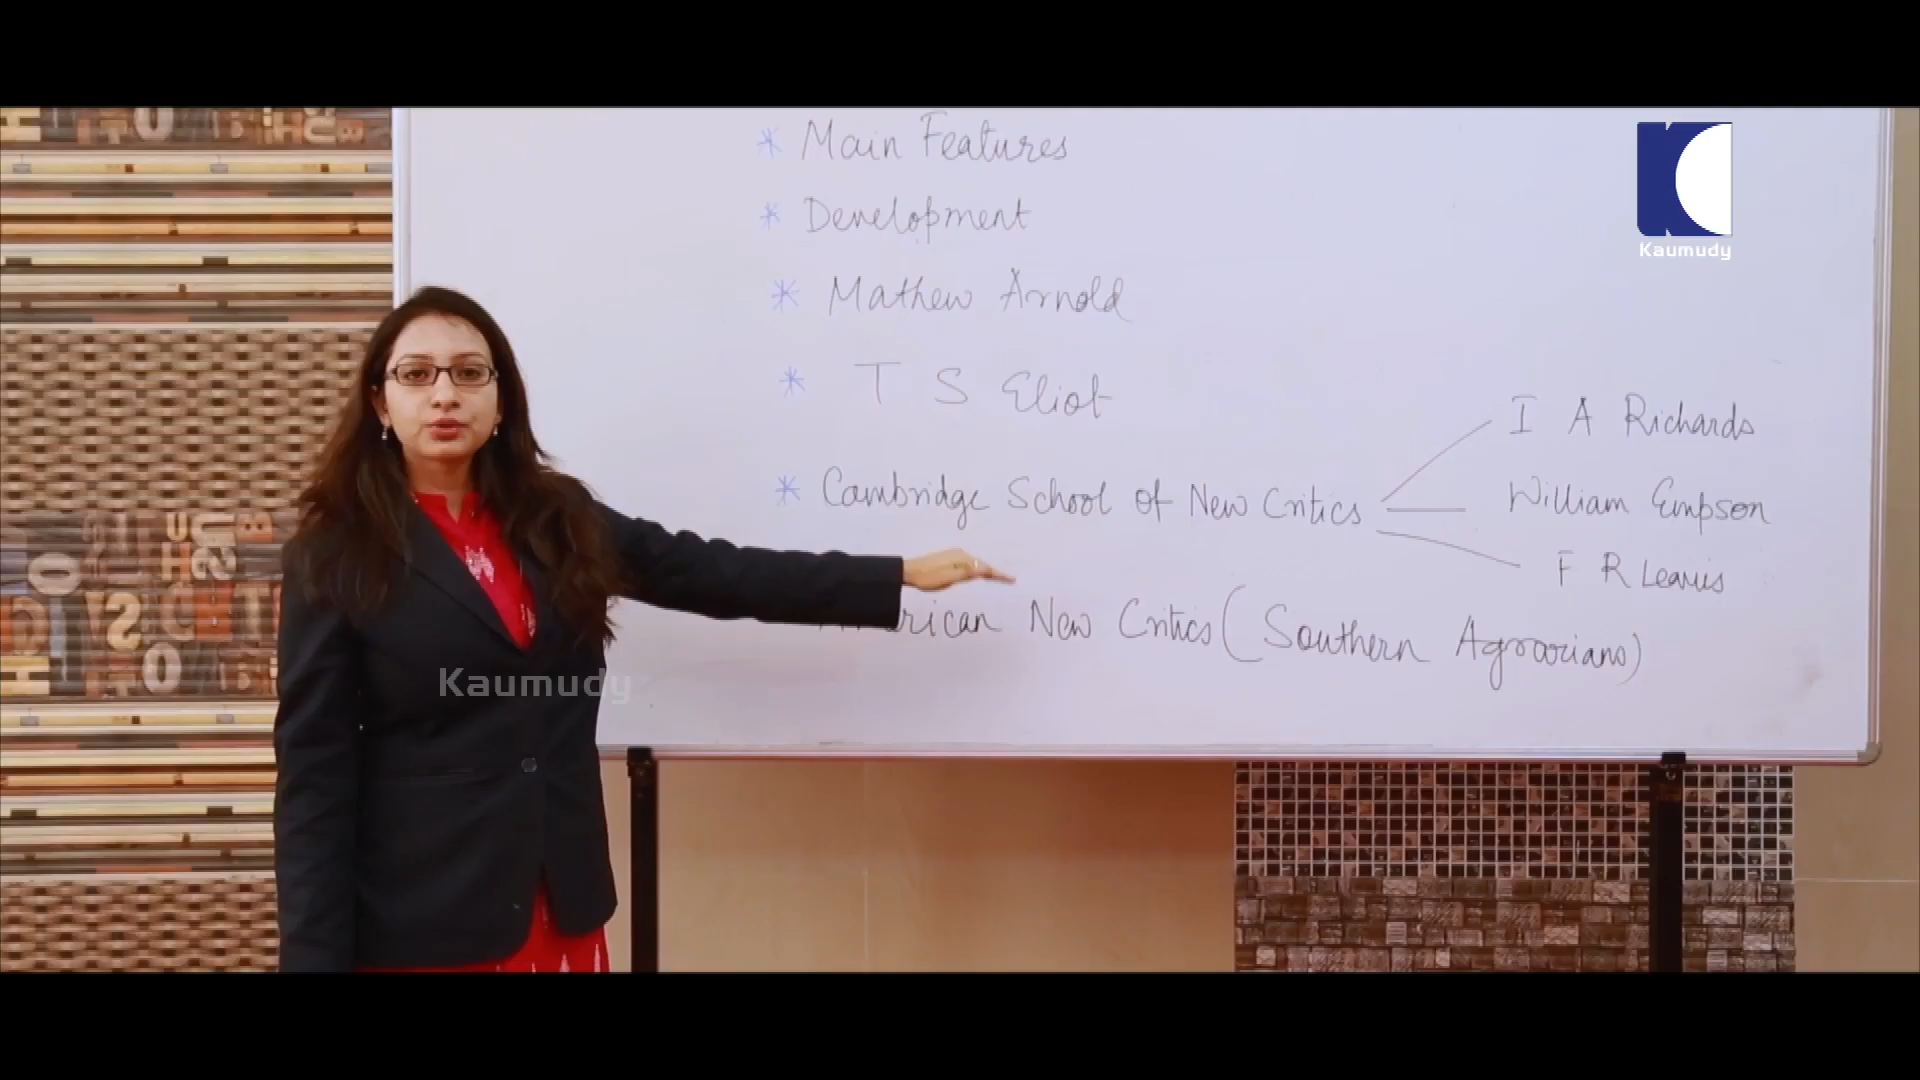 * Main Features
* Development
* Mathew Arnold
* T S Eliot
* Cambridge School of New Critics
I A Richards
William Empson
F R Leavis
American New Critics (Southern Agrarians)
Kaumudy
Kaumudy